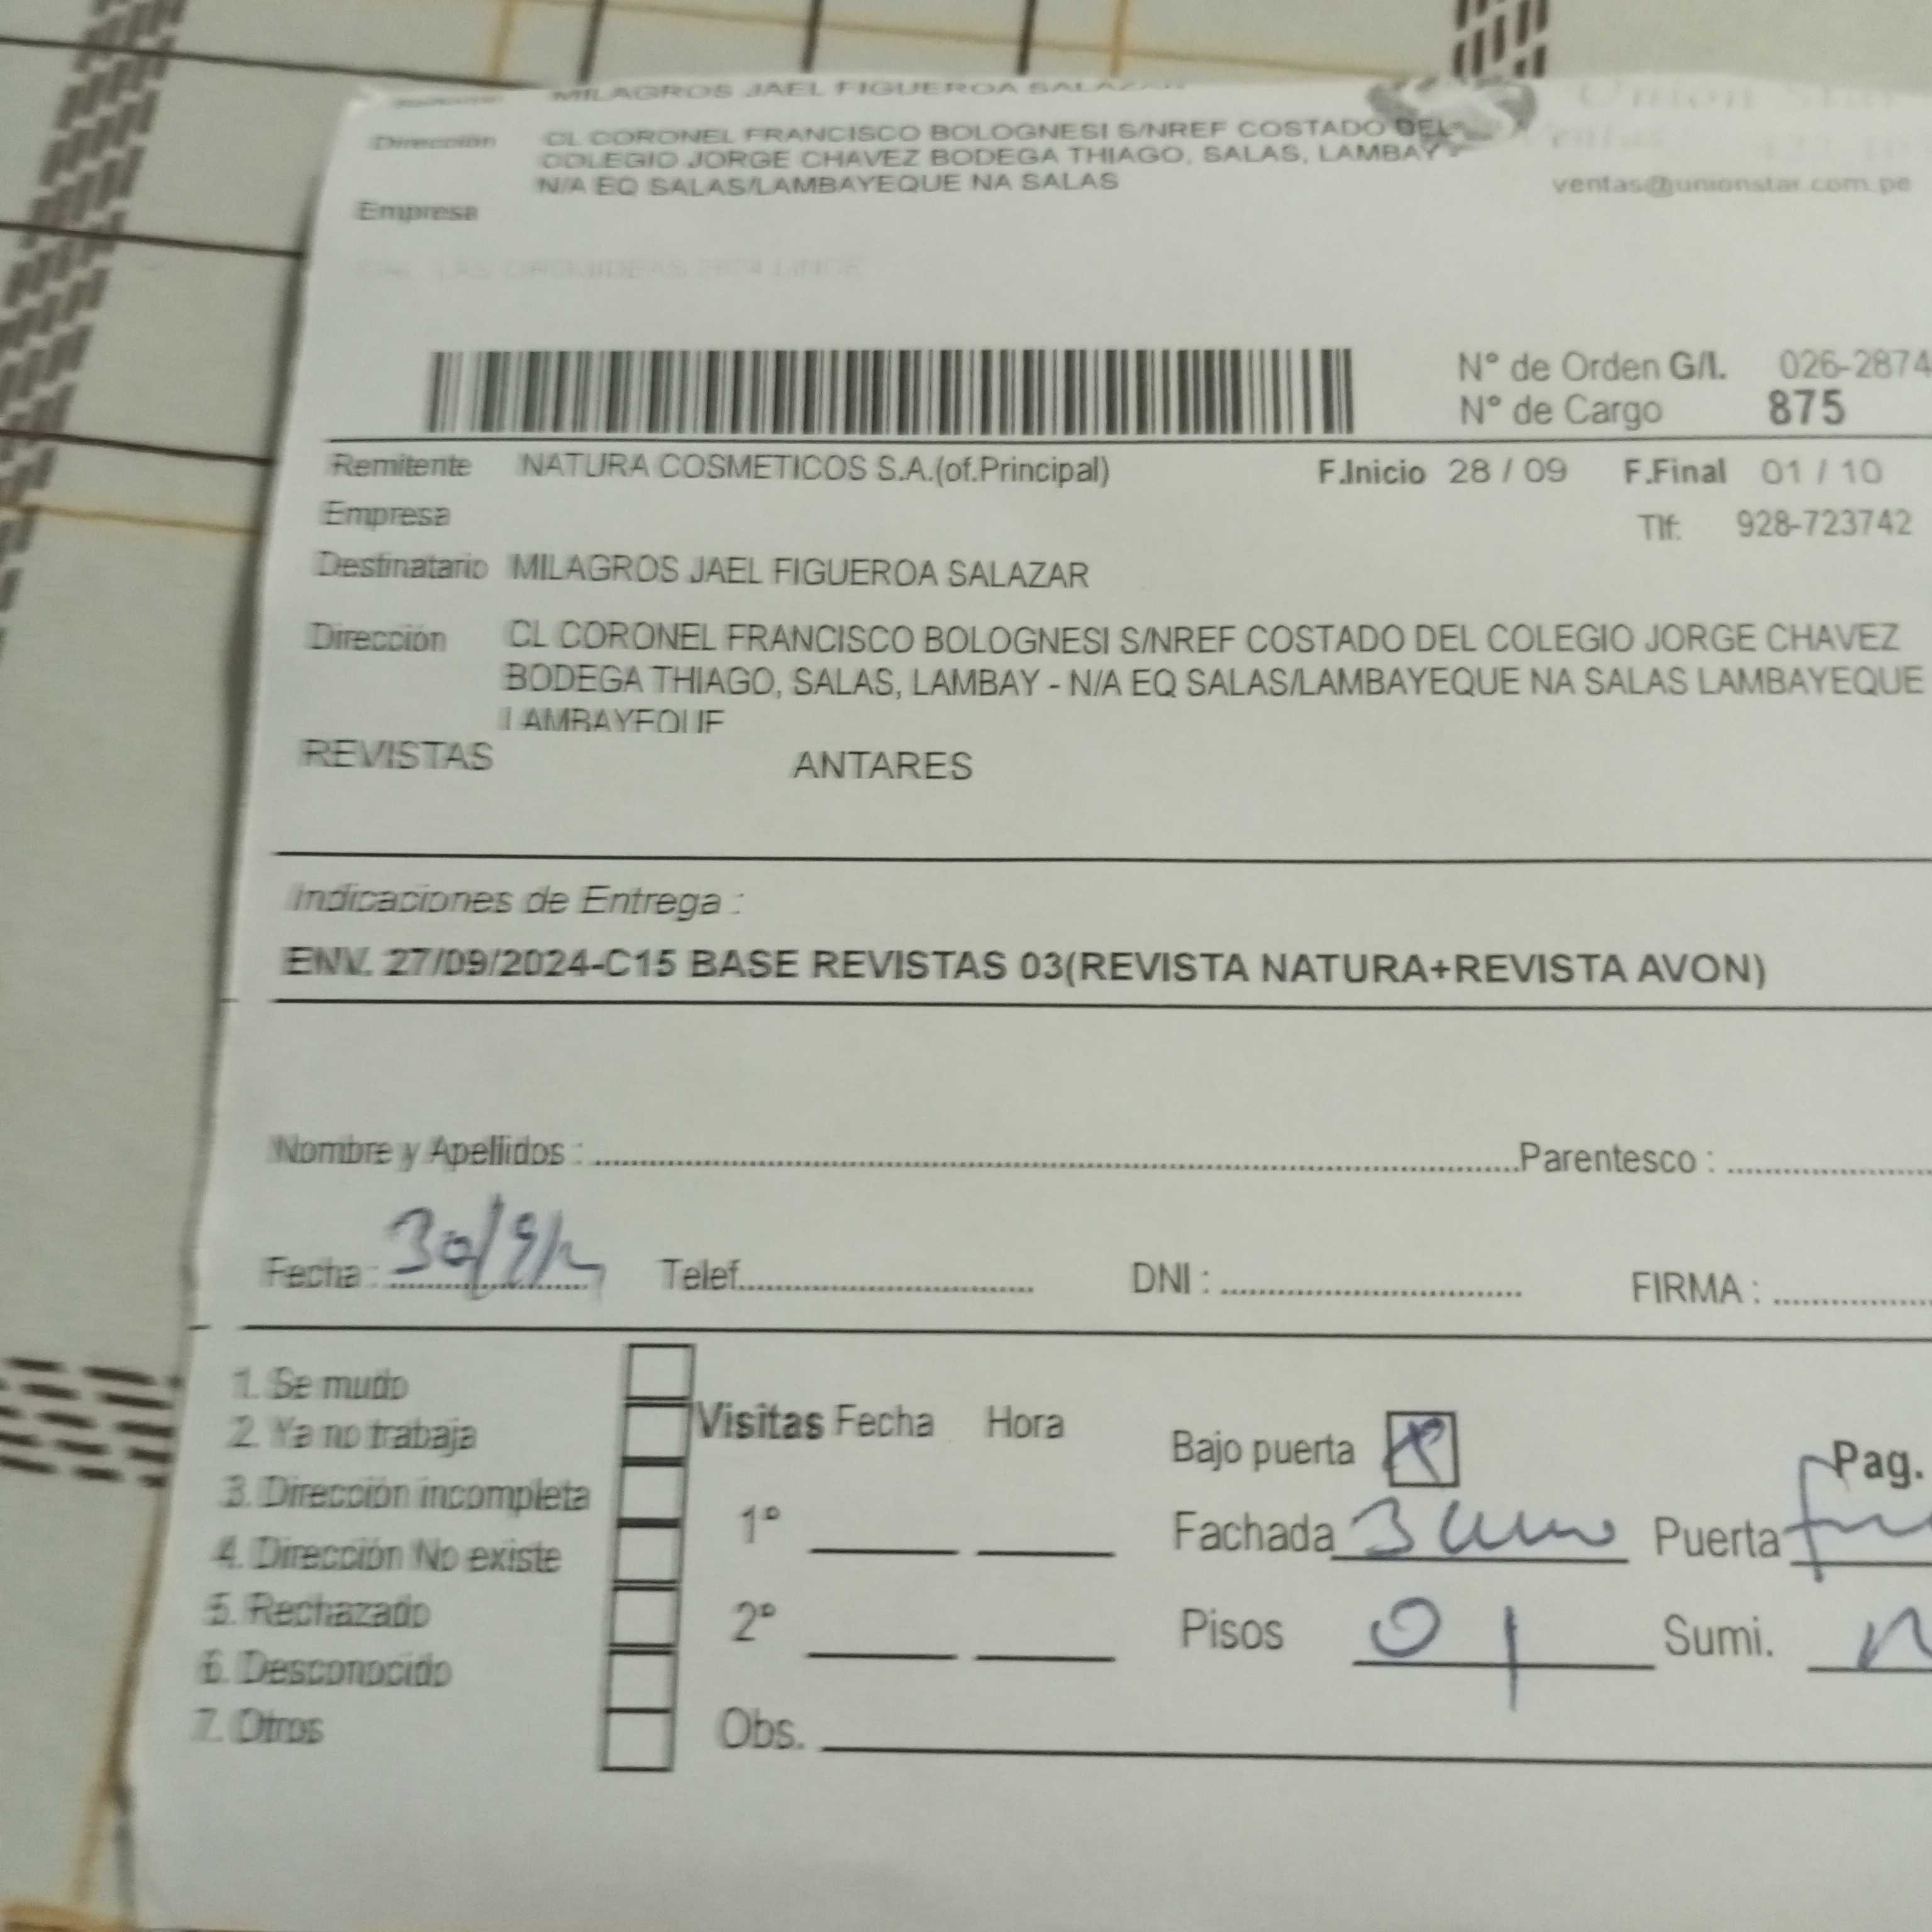 MILAGROS JAEL FIGUEROA SALAZAR
Union Star
Dirección CL CORONEL FRANCISCO BOLOGNESI S/NREF COSTADO DEL
COLEGIO JORGE CHAVEZ BODEGA THIAGO, SALAS, LAMBAY -
N/A EQ SALAS/LAMBAYEQUE NA SALAS
ventas@unionstar.com.pe
Empresa
N° de Orden G/I. 026-2874
N° de Cargo 875
Remitente NATURA COSMETICOS S.A.(of.Principal) F.Inicio 28 / 09 F.Final 01 / 10
Empresa Tlf: 928-723742
Destinatario MILAGROS JAEL FIGUEROA SALAZAR
Dirección CL CORONEL FRANCISCO BOLOGNESI S/NREF COSTADO DEL COLEGIO JORGE CHAVEZ
BODEGA THIAGO, SALAS, LAMBAY - N/A EQ SALAS/LAMBAYEQUE NA SALAS LAMBAYEQUE
LAMBAYEQUE
REVISTAS ANTARES
Indicaciones de Entrega :
ENV. 27/09/2024-C15 BASE REVISTAS 03(REVISTA NATURA+REVISTA AVON)
Nombre y Apellidos : Parentesco :
Fecha : 30/9/ Telef. DNI : FIRMA :
1. Se mudo
2. Ya no trabaja
3. Dirección incompleta
4. Dirección No existe
5. Rechazado
6. Desconocido
7. Otros
Visitas Fecha Hora
1º
2º
Obs.
Bajo puerta Pag.
Fachada Puerta
Pisos 01 Sumi.